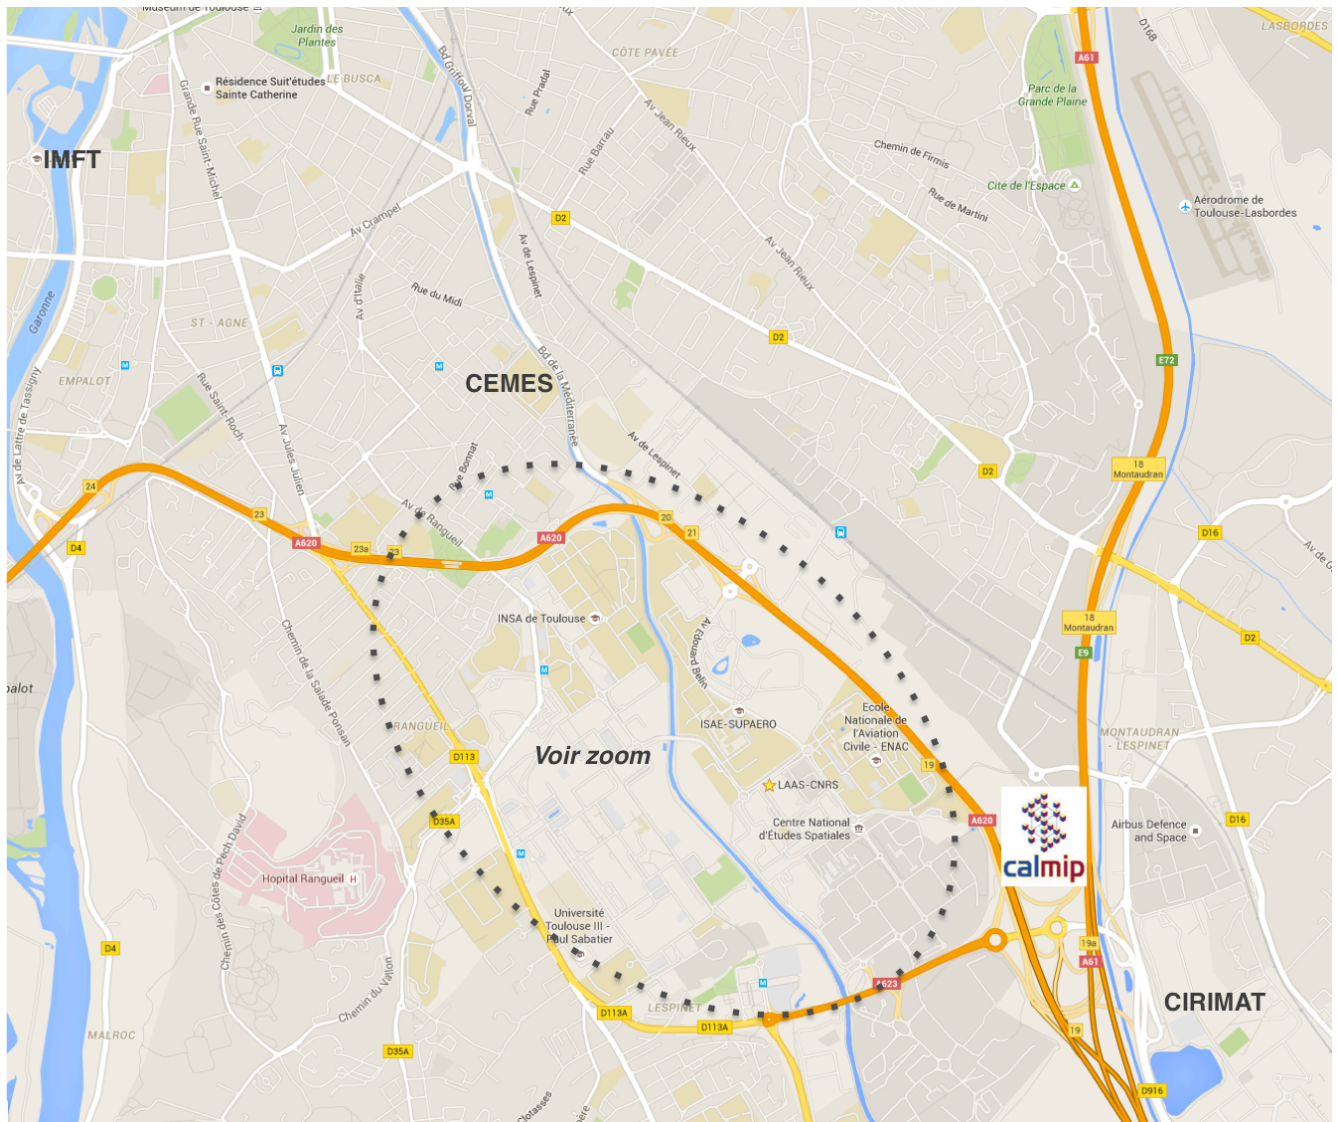 Muséum de Toulouse
Jardin des
Plantes
LE BUSCA
Résidence Suit'études
Sainte Catherine
Grande Rue Saint-Michel
Bd Griffoul Dorval
CÔTE PAVÉE
Rue Pradal
Rue Barrau
Av Jean Rieux
A61
D16B
LASBORDES
Parc de la
Grande Plaine
Chemin de Firmis
Cité de l'Espace
Rue de Martini
Aérodrome de
Toulouse-Lasbordes
IMFT
Garonne
Av Crampel
D2
Av de Lespinet
Av Jean Rieux
Av d'Italie
Rue du Midi
ST - AGNE
EMPALOT
M
M
D2
E72
Bd de la Méditerranée
CEMES
Rue Saint-Roch
Av Jules Julien
Av de Lattre de Tassigny
Rue Bonnat
Av de Lespinet
D2
18
Montaudran
24
23
M
Av de Rangueil
A620
23a
23
A620
20
21
D4
D16
18
Montaudran
D2
E9
INSA de Toulouse
Av Edouard Belin
Chemin de la Salade Ponsan
M
palot
RANGUEIL
ISAE-SUPAERO
Ecole
Nationale de
l'Aviation
Civile - ENAC
MONTAUDRAN
- LESPINET
D113
Voir zoom
19
LAAS-CNRS
Centre National
d'Études Spatiales
A620
calmip
Airbus Defence
and Space
D16
D35A
M
Chemin des Côtes de Pech David
Hopital Rangueil
H
Université
Toulouse III -
Paul Sabatier
D4
Chemin du Vallon
M
A623
19a
A61
CIRIMAT
LESPINET
D113A
D113A
19
MALROC
D35A
D916
Clotasses
ère